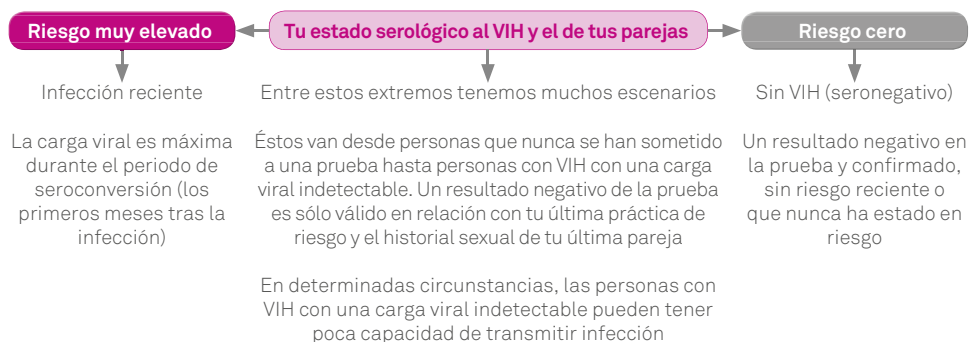 Riesgo muy elevado
Tu estado serológico al VIH y el de tus parejas
Riesgo cero
Infección reciente
La carga viral es máxima
durante el periodo de
seroconversión (los
primeros meses tras la
infección)
Entre estos extremos tenemos muchos escenarios
Éstos van desde personas que nunca se han sometido
a una prueba hasta personas con VIH con una carga
viral indetectable. Un resultado negativo de la prueba
es sólo válido en relación con tu última práctica de
riesgo y el historial sexual de tu última pareja
En determinadas circunstancias, las personas con
VIH con una carga viral indetectable pueden tener
poca capacidad de transmitir infección
Sin VIH (seronegativo)
Un resultado negativo en
la prueba y confirmado,
sin riesgo reciente o
que nunca ha estado en
riesgo